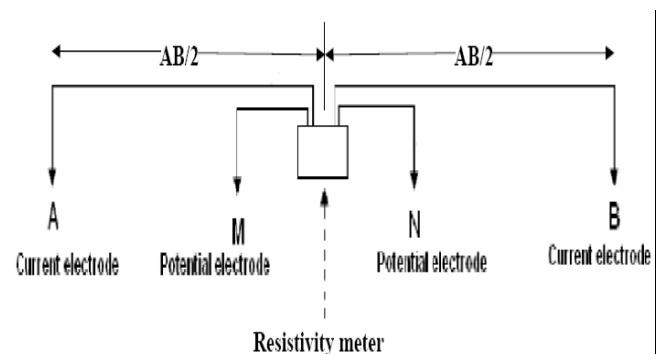 AB/2 AB/2
A M N B
Current electrode Potential electrode Potential electrode Current electrode
Resistivity meter